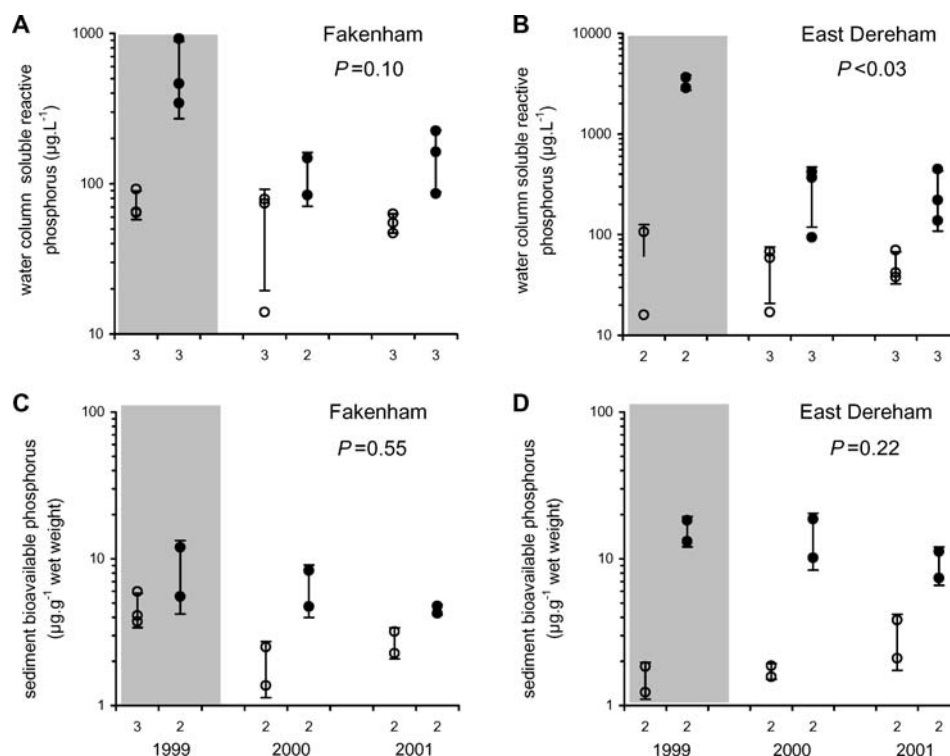 A
Fakenham
P=0.10
water column soluble reactive
phosphorus (µg.L⁻¹)
1000
100
10
3 3 3 2 3 3
B
East Dereham
P<0.03
water column soluble reactive
phosphorus (µg.L⁻¹)
10000
1000
100
10
2 2 3 3 3 3
C
Fakenham
P=0.55
sediment bioavailable phosphorus
(µg.g⁻¹ wet weight)
100
10
1
3 2 2 2 2 2
1999 2000 2001
D
East Dereham
P=0.22
sediment bioavailable phosphorus
(µg.g⁻¹ wet weight)
100
10
1
2 2 2 2 2 2
1999 2000 2001